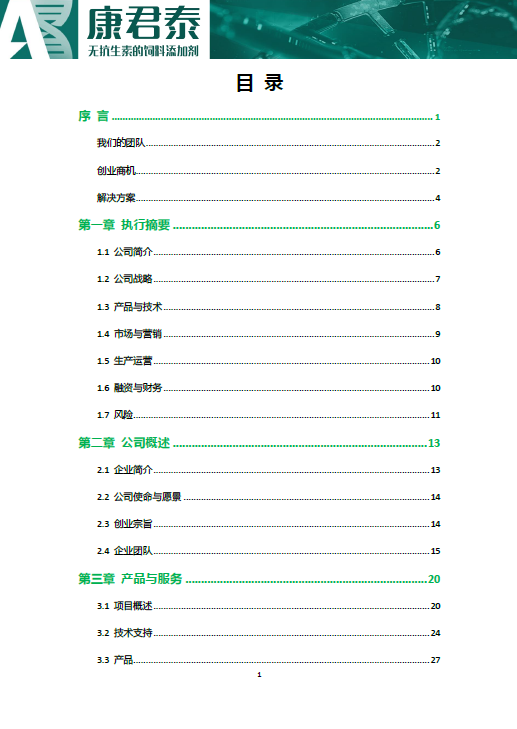 康君泰
无抗生素的饲料添加剂
目 录
序 言 1
我们的团队 2
创业商机 2
解决方案 4
第一章 执行摘要 6
1.1 公司简介 6
1.2 公司战略 7
1.3 产品与技术 8
1.4 市场与营销 9
1.5 生产运营 10
1.6 融资与财务 10
1.7 风险 11
第二章 公司概述 13
2.1 企业简介 13
2.2 公司使命与愿景 14
2.3 创业宗旨 14
2.4 企业团队 15
第三章 产品与服务 20
3.1 项目概述 20
3.2 技术支持 24
3.3 产品 27
1